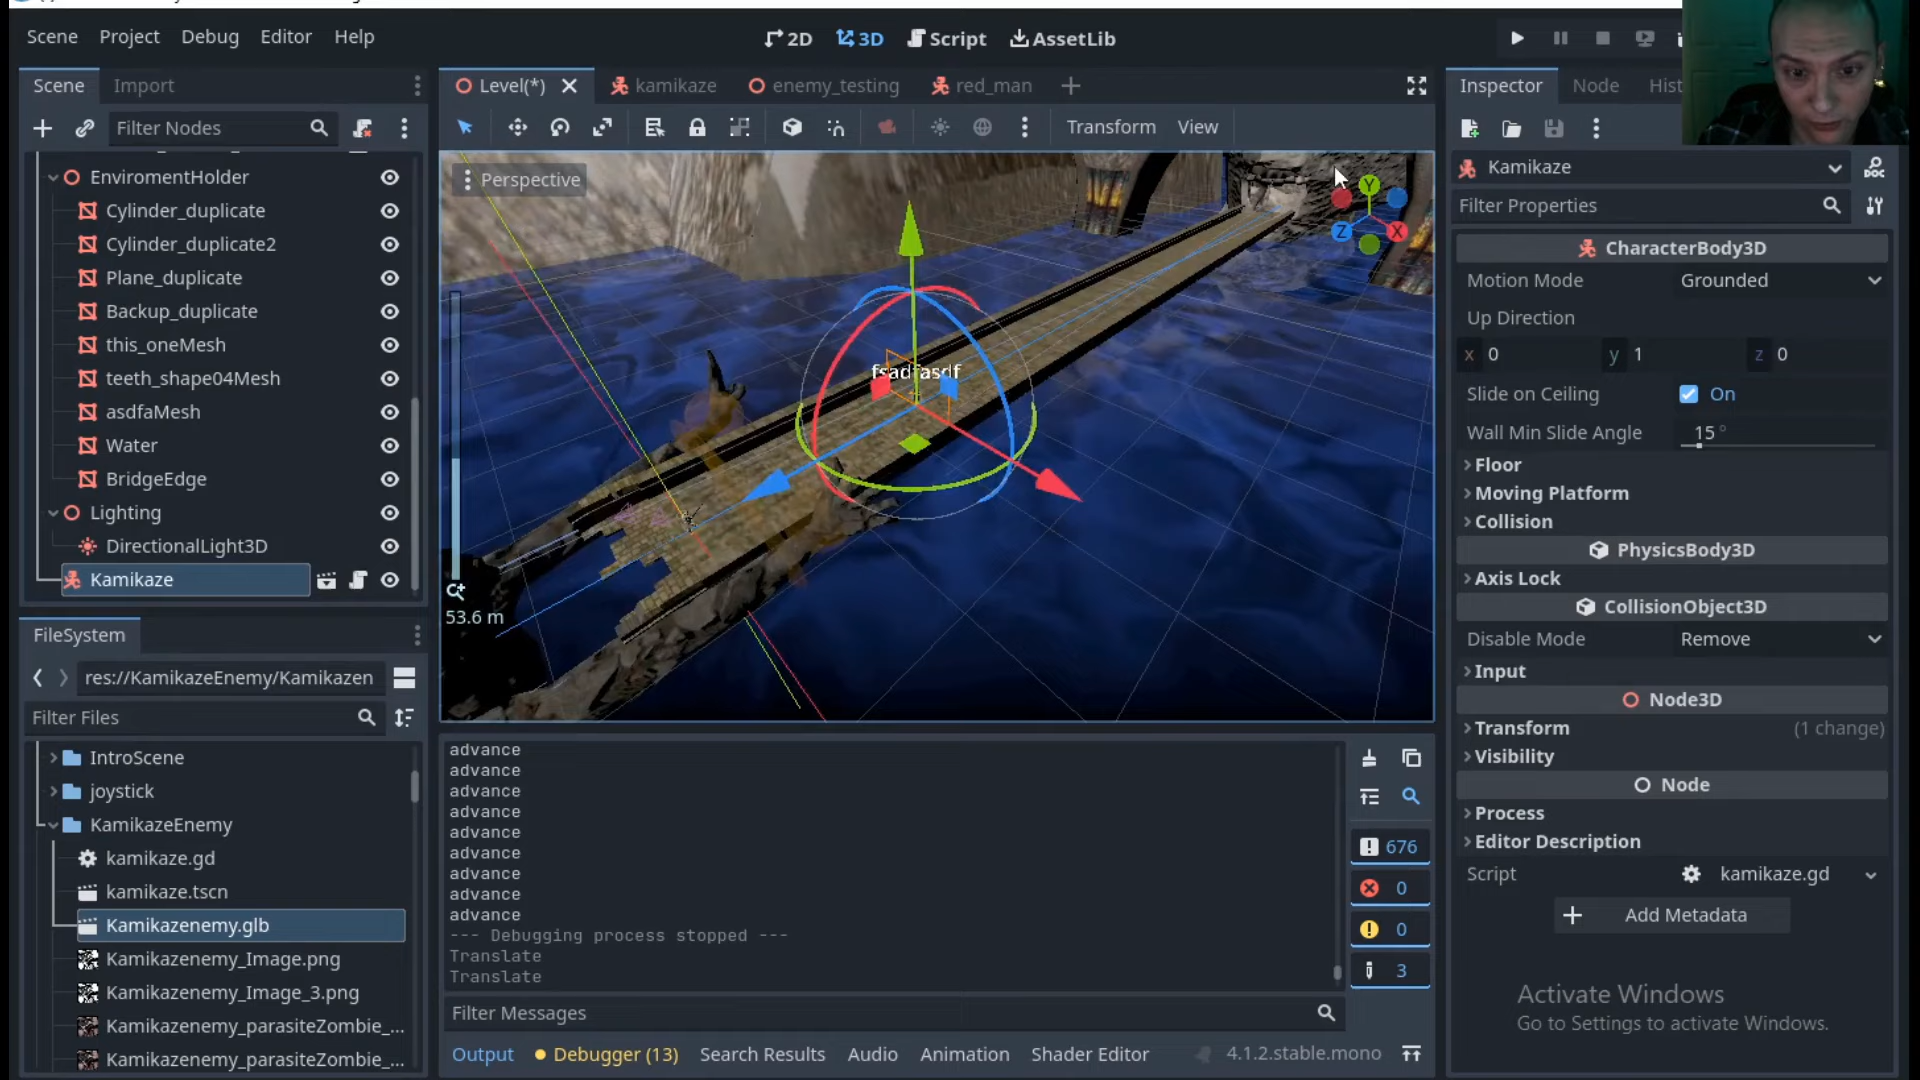 Scene Project Debug Editor Help
2D 3D Script AssetLib
Scene Import
Filter Nodes
EnviromentHolder
Cylinder_duplicate
Cylinder_duplicate2
Plane_duplicate
Backup_duplicate
this_oneMesh
teeth_shape04Mesh
asdfaMesh
Water
BridgeEdge
Lighting
DirectionalLight3D
Kamikaze
FileSystem
res://KamikazeEnemy/Kamikazen
Filter Files
IntroScene
joystick
KamikazeEnemy
kamikaze.gd
kamikaze.tscn
Kamikazenemy.glb
Kamikazenemy_Image.png
Kamikazenemy_Image_3.png
Kamikazenemy_parasiteZombie_...
Kamikazenemy_parasiteZombie_...
Level(*) kamikaze enemy_testing red_man
Transform View
Perspective
Y
Z X
fsadfasdf
53.6 m
advance
advance
advance
advance
advance
advance
advance
advance
advance
--- Debugging process stopped ---
Translate
Translate
676
0
0
3
Filter Messages
Output Debugger (13) Search Results Audio Animation Shader Editor 4.1.2.stable.mono
Inspector Node Hist
Kamikaze
Filter Properties
CharacterBody3D
Motion Mode Grounded
Up Direction
x 0 y 1 z 0
Slide on Ceiling On
Wall Min Slide Angle 15 °
Floor
Moving Platform
Collision
PhysicsBody3D
Axis Lock
CollisionObject3D
Disable Mode Remove
Input
Node3D
Transform (1 change)
Visibility
Node
Process
Editor Description
Script kamikaze.gd
Add Metadata
Activate Windows
Go to Settings to activate Windows.